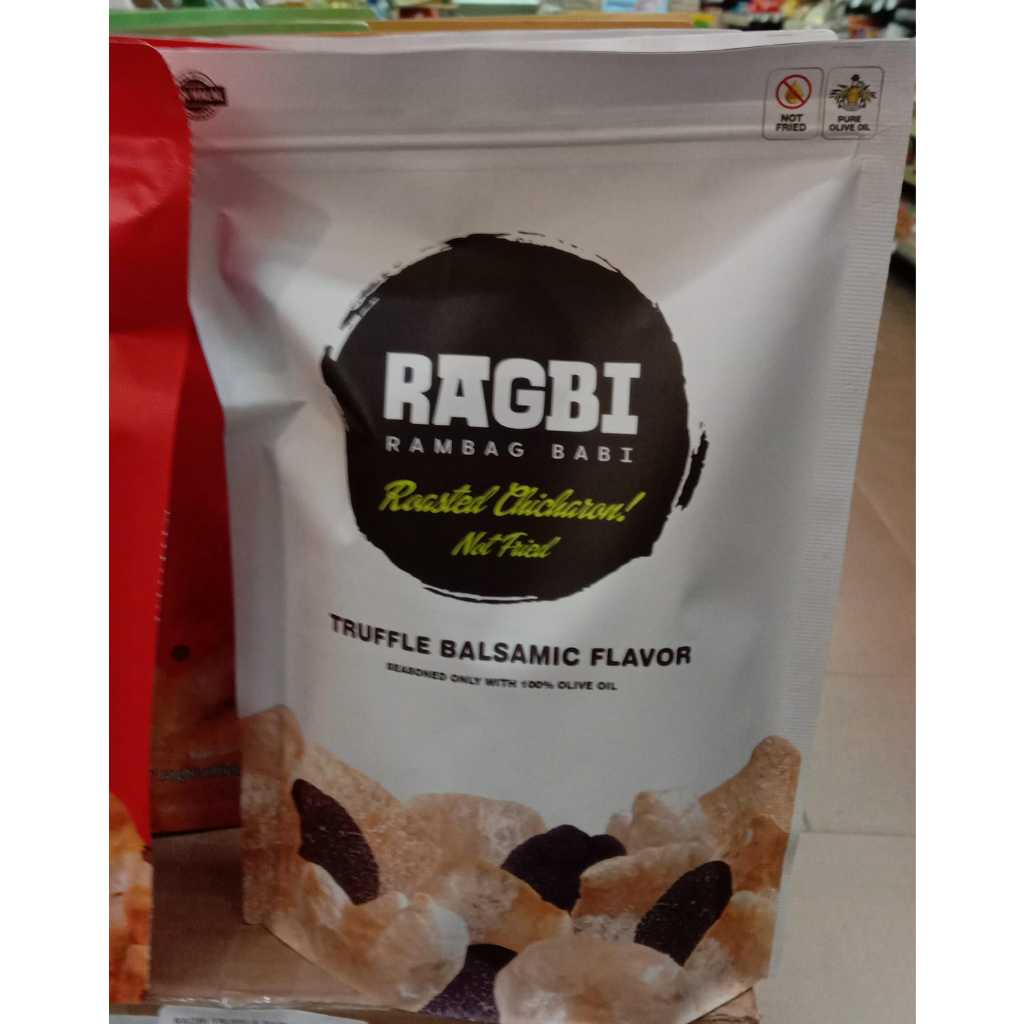 NOT
FRIED
PURE
OLIVE OIL
RAGBI
RAMBAG BABI
Roasted Chicharon!
Not Fried
TRUFFLE BALSAMIC FLAVOR
SEASONED ONLY WITH 100% OLIVE OIL